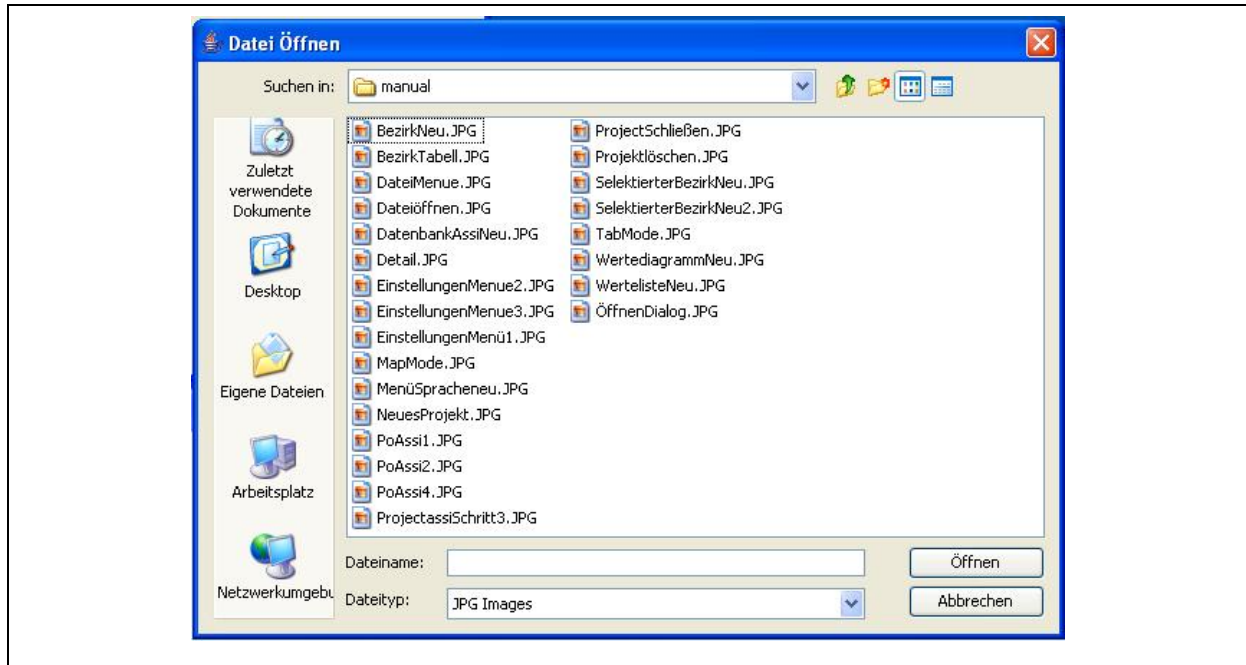 Datei Öffnen
Suchen in: manual
Zuletzt
verwendete
Dokumente
Desktop
Eigene Dateien
Arbeitsplatz
Netzwerkumgebu
BezirkNeu.JPG
BezirkTabell.JPG
DateiMenue.JPG
Dateiöffnen.JPG
DatenbankAssiNeu.JPG
Detail.JPG
EinstellungenMenue2.JPG
EinstellungenMenue3.JPG
EinstellungenMenü1.JPG
MapMode.JPG
MenüSpracheneu.JPG
NeuesProjekt.JPG
PoAssi1.JPG
PoAssi2.JPG
PoAssi4.JPG
ProjectassiSchritt3.JPG
ProjectSchließen.JPG
Projektlöschen.JPG
SelektierterBezirkNeu.JPG
SelektierterBezirkNeu2.JPG
TabMode.JPG
WertediagrammNeu.JPG
WertelisteNeu.JPG
ÖffnenDialog.JPG
Dateiname:
Öffnen
Dateityp: JPG Images
Abbrechen